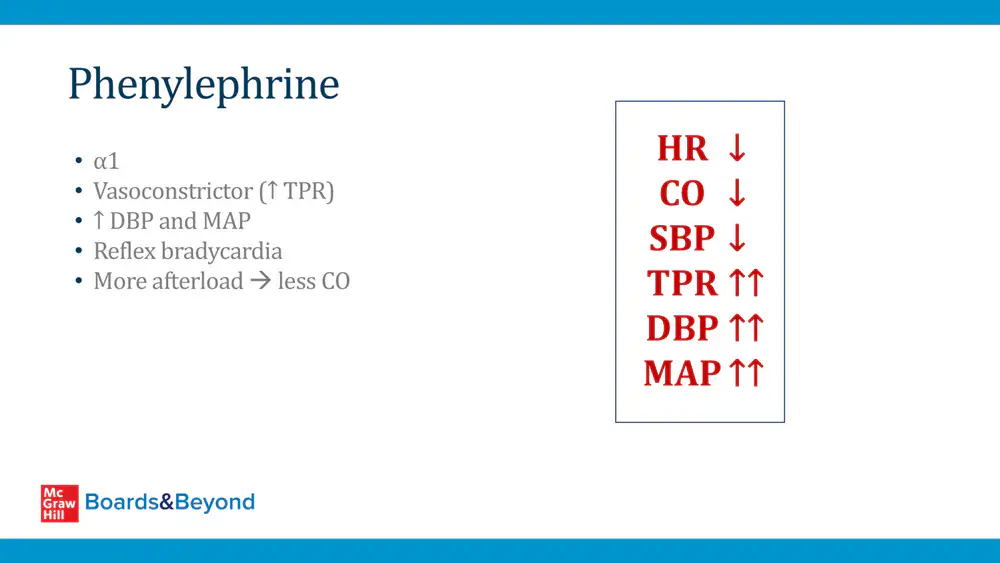 Phenylephrine
• α1
• Vasoconstrictor (↑ TPR)
• ↑ DBP and MAP
• Reflex bradycardia
• More afterload → less CO
HR ↓
CO ↓
SBP ↓
TPR ↑↑
DBP ↑↑
MAP ↑↑
Mc
Graw
Hill
Boards&Beyond